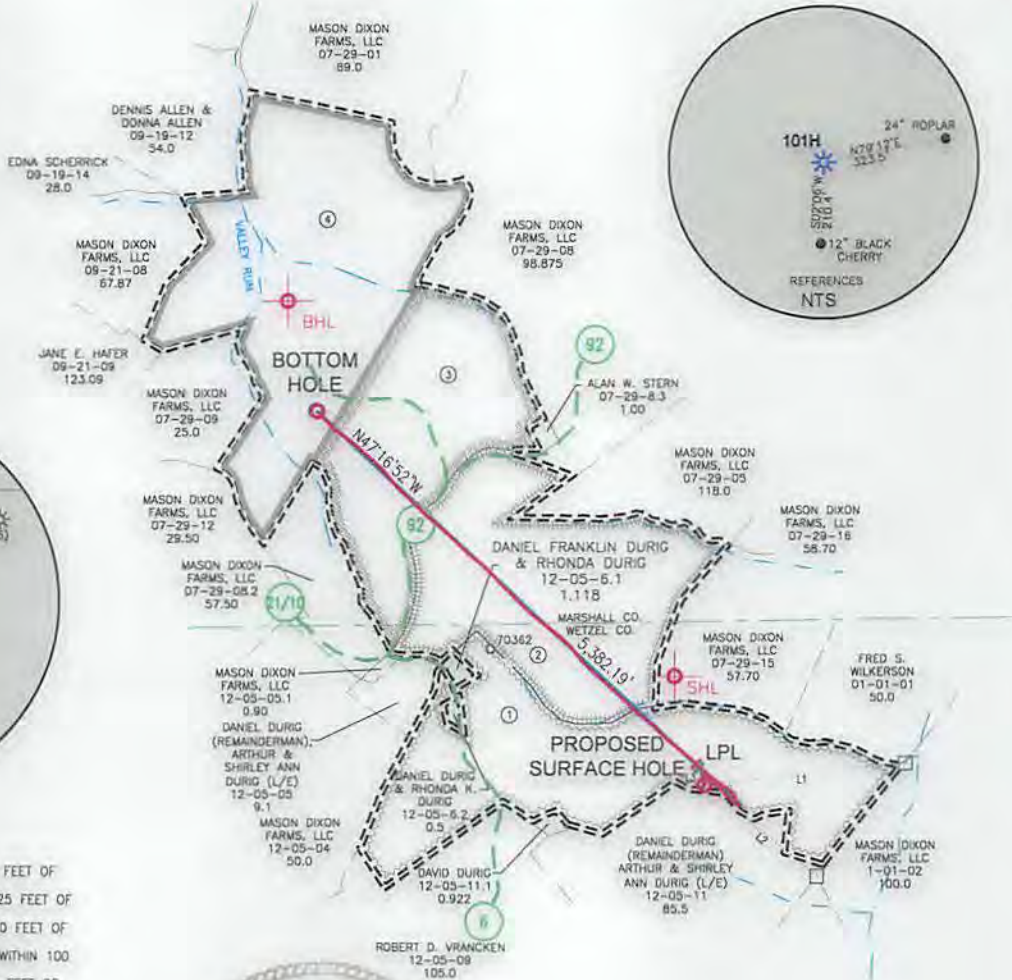 MASON DIXON
FARMS, LLC
07-29-01
89.0
DENNIS ALLEN &
DONNA ALLEN
09-19-12
54.0
EDNA SCHERRICK
09-19-14
28.0
MASON DIXON
FARMS, LLC
09-21-08
67.87
VALLEY RUN
④
MASON DIXON
FARMS, LLC
07-29-08
98.875
101H
24" POPLAR
N79°17'E
323.5'
S02°06'W
210.4'
12" BLACK
CHERRY
REFERENCES
NTS
BHL
JANE E. HAFER
09-21-09
123.09
BOTTOM
HOLE
③
92
ALAN W. STERN
07-29-8.3
1.00
MASON DIXON
FARMS, LLC
07-29-09
25.0
N47°16'52"W
MASON DIXON
FARMS, LLC
07-29-05
118.0
MASON DIXON
FARMS, LLC
07-29-12
29.50
92
MASON DIXON
FARMS, LLC
07-29-16
58.70
DANIEL FRANKLIN DURIG
& RHONDA DURIG
12-05-6.1
1.118
MASON DIXON
FARMS, LLC
07-29-08.2
57.50
21/10
MARSHALL CO.
WETZEL CO.
70362
②
5,382.19'
MASON DIXON
FARMS, LLC
07-29-15
57.70
FRED S.
WILKERSON
01-01-01
50.0
SHL
MASON DIXON
FARMS, LLC
12-05-05.1
0.90
①
PROPOSED
SURFACE HOLE
LPL
L1
L2
DANIEL DURIG
(REMAINDERMAN),
ARTHUR &
SHIRLEY ANN
DURIG (L/E)
12-05-05
9.1
DANIEL DURIG
& RHONDA K.
DURIG
12-05-6.2
0.5
MASON DIXON
FARMS, LLC
12-05-04
50.0
DAVID DURIG
12-05-11.1
0.922
DANIEL DURIG
(REMAINDERMAN)
ARTHUR & SHIRLEY
ANN DURIG (L/E)
12-05-11
85.5
MASON DIXON
FARMS, LLC
1-01-02
100.0
6
ROBERT D. VRANCKEN
12-05-09
105.0
FEET OF
25 FEET OF
0 FEET OF
WITHIN 100